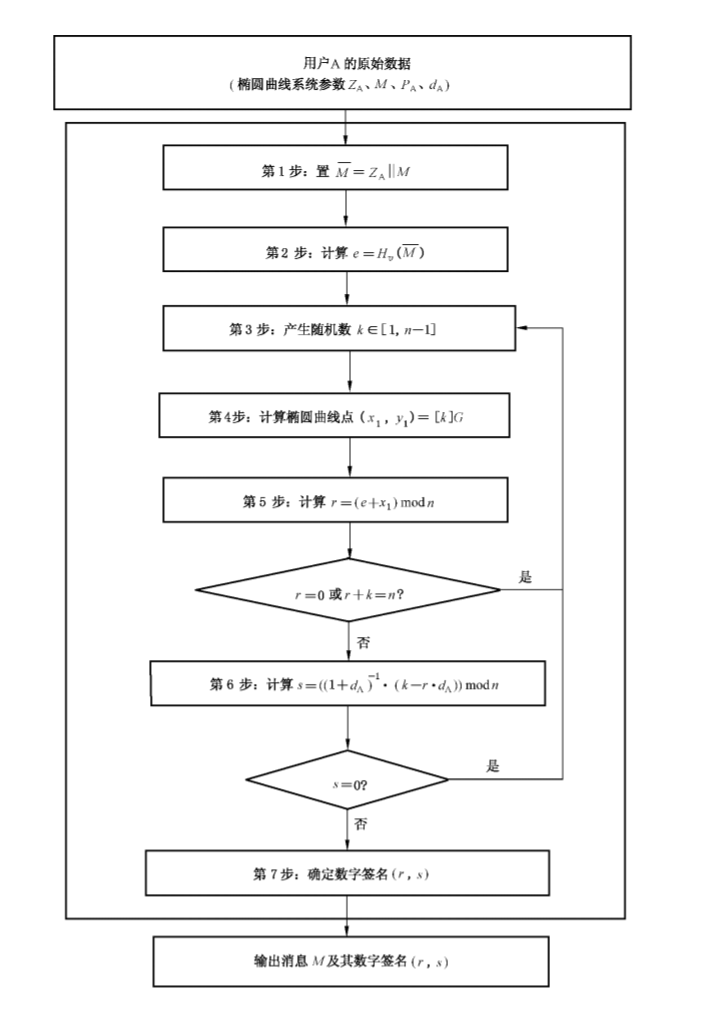 用户A 的原始数据
(椭圆曲线系统参数 Z_A、M、P_A、d_A)
第1步：置 M̅=Z_A||M
第2 步：计算 e=H_v(M̅)
第3 步：产生随机数 k∈[1, n−1]
第4步：计算椭圆曲线点 (x₁, y₁)=[k]G
第5 步：计算 r=(e+x₁) mod n
r=0 或 r+k=n?
是
否
第6 步：计算 s=((1+d_A)⁻¹·(k−r·d_A)) mod n
s=0?
是
否
第7步：确定数字签名(r, s)
输出消息 M及其数字签名(r, s)